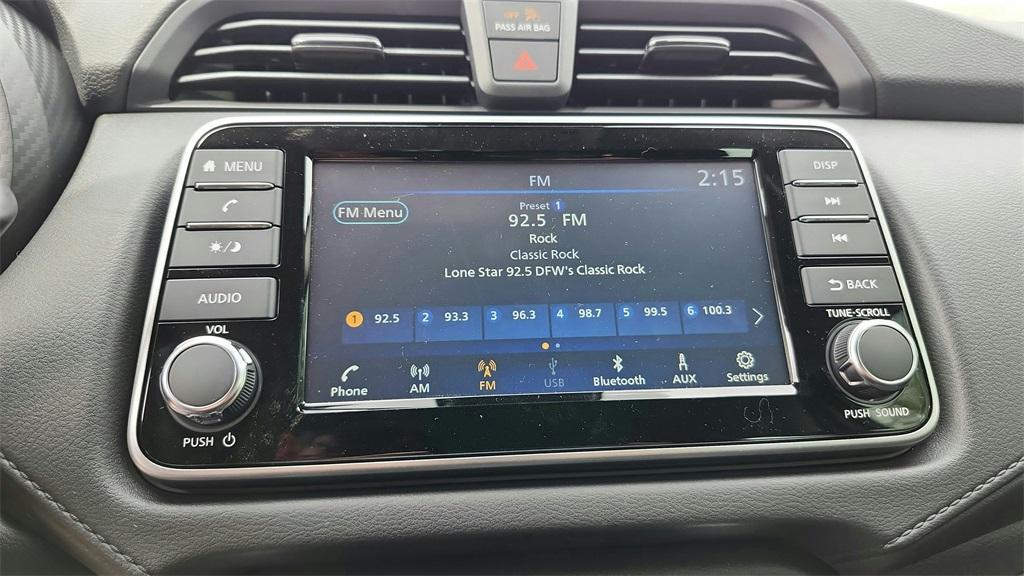 OFF
PASS AIR BAG
MENU
AUDIO
VOL
PUSH
FM
2:15
FM Menu
Preset 1
92.5 FM
Rock
Classic Rock
Lone Star 92.5 DFW's Classic Rock
1 92.5 2 93.3 3 96.3 4 98.7 5 99.5 6 100.3
Phone AM FM USB Bluetooth AUX Settings
DISP
BACK
TUNE·SCROLL
PUSH SOUND